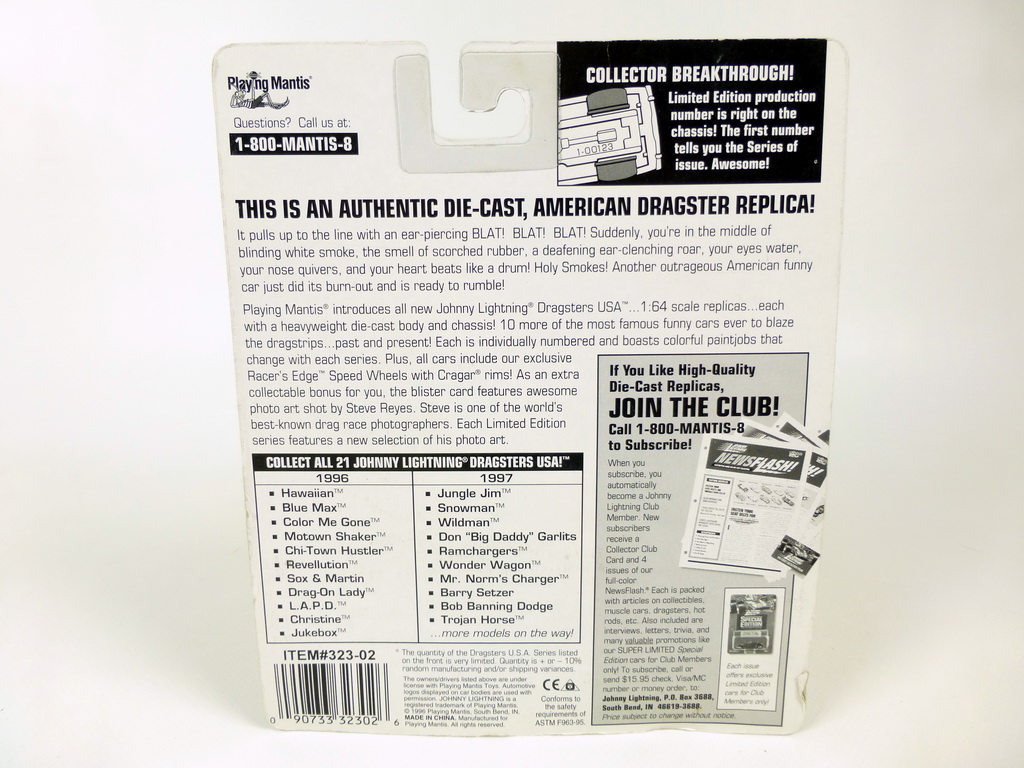 Playing Mantis®
Questions? Call us at:
1-800-MANTIS-8
COLLECTOR BREAKTHROUGH!
Limited Edition production
number is right on the
chassis! The first number
tells you the Series of
issue. Awesome!
1-00123
THIS IS AN AUTHENTIC DIE-CAST, AMERICAN DRAGSTER REPLICA!
It pulls up to the line with an ear-piercing BLAT! BLAT! BLAT! Suddenly, you're in the middle of
blinding white smoke, the smell of scorched rubber, a deafening ear-clenching roar, your eyes water,
your nose quivers, and your heart beats like a drum! Holy Smokes! Another outrageous American funny
car just did its burn-out and is ready to rumble!
Playing Mantis® introduces all new Johnny Lightning® Dragsters USA™...1:64 scale replicas...each
with a heavyweight die-cast body and chassis! 10 more of the most famous funny cars ever to blaze
the dragstrips...past and present! Each is individually numbered and boasts colorful paintjobs that
change with each series. Plus, all cars include our exclusive
Racer's Edge™ Speed Wheels with Cragar® rims! As an extra
collectable bonus for you, the blister card features awesome
photo art shot by Steve Reyes. Steve is one of the world's
best-known drag race photographers. Each Limited Edition
series features a new selection of his photo art.
COLLECT ALL 21 JOHNNY LIGHTNING® DRAGSTERS USA!™
1996
▪ Hawaiian™
▪ Blue Max™
▪ Color Me Gone™
▪ Motown Shaker™
▪ Chi-Town Hustler™
▪ Revellution™
▪ Sox & Martin
▪ Drag-On Lady™
▪ L.A.P.D.™
▪ Christine™
▪ Jukebox™
1997
▪ Jungle Jim™
▪ Snowman™
▪ Wildman™
▪ Don "Big Daddy" Garlits
▪ Ramchargers™
▪ Wonder Wagon™
▪ Mr. Norm's Charger™
▪ Barry Setzer
▪ Bob Banning Dodge
▪ Trojan Horse™
...more models on the way!
If You Like High-Quality
Die-Cast Replicas,
JOIN THE CLUB!
Call 1-800-MANTIS-8
to Subscribe!
When you
subscribe, you
automatically
become a Johnny
Lightning Club
Member. New
subscribers
receive a
Collector Club
Card and 4
issues of our
full-color
NewsFlash.® Each is packed
with articles on collectibles,
muscle cars, dragsters, hot
rods, etc. Also included are
interviews, letters, trivia, and
many valuable promotions like
our SUPER LIMITED Special
Edition cars for Club Members
only! To subscribe, call or
send $15.95 check, Visa/MC
number or money order, to:
Johnny Lightning, P.O. Box 3688,
South Bend, IN 46619-3688.
Price subject to change without notice.
NEWSFLASH!
SPECIAL
EDITION
Each issue
offers exclusive
Limited Edition
cars for Club
Members only!
ITEM#323-02
0 90733 32302 6
* The quantity of the Dragsters U.S.A. Series listed
on the front is very limited. Quantity is + or – 10%
random manufacturing and/or shipping variances.
The owners/drivers listed above are under
license with Playing Mantis Toys. Automotive
logos displayed on car bodies are used with
permission. JOHNNY LIGHTNING is a
registered trademark of Playing Mantis.
© 1996 Playing Mantis, South Bend, IN.
MADE IN CHINA. Manufactured for
Playing Mantis. All rights reserved.
CE
Conforms to
the safety
requirements of
ASTM F963-95.